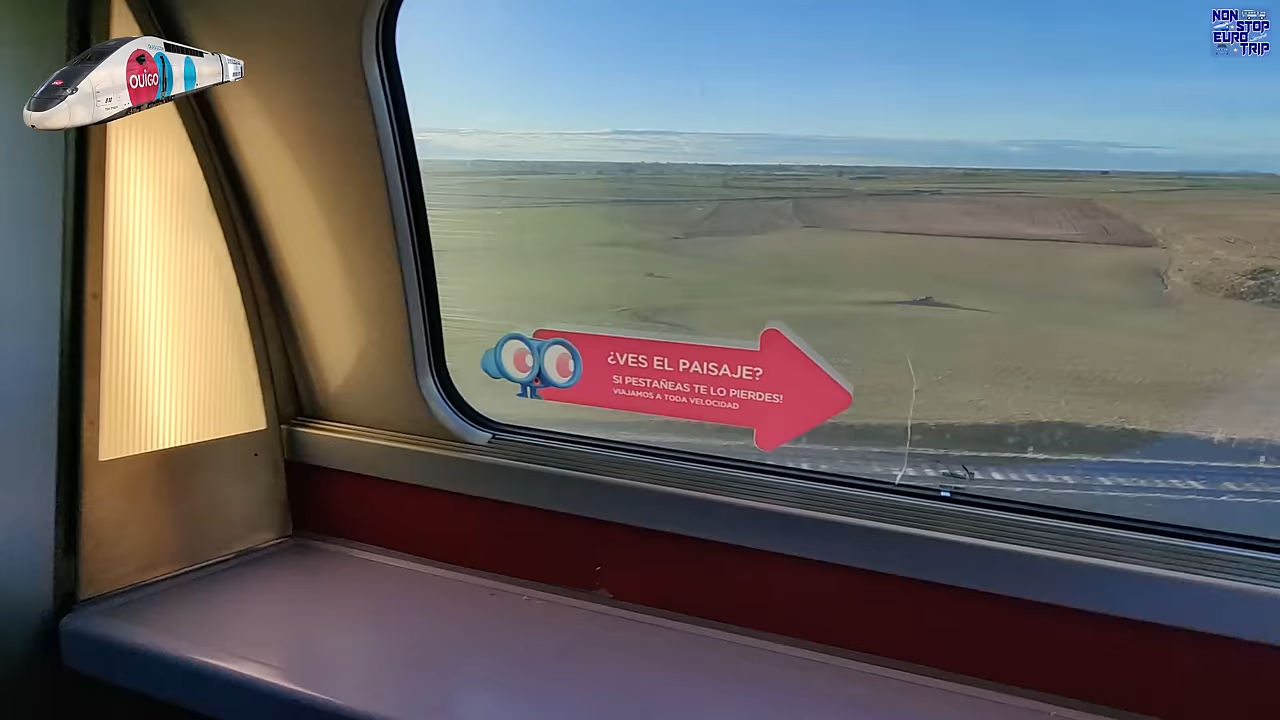 OUIGO
NON
STOP
EURO
TRIP
¿VES EL PAISAJE?
SI PESTAÑEAS TE LO PIERDES!
VIAJAMOS A TODA VELOCIDAD